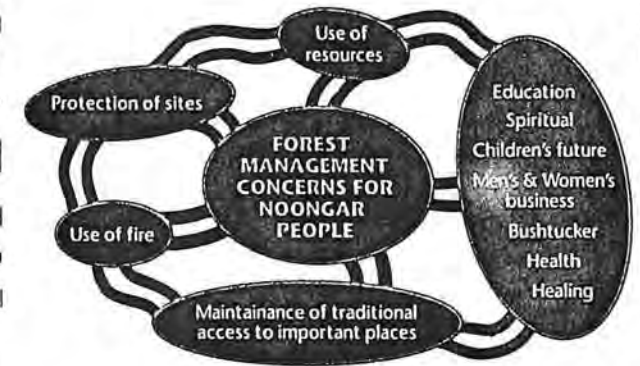 Use of
resources
Protection of sites
FOREST
MANAGEMENT
CONCERNS FOR
NOONGAR
PEOPLE
Education
Spiritual
Children's future
Men's & Women's
business
Bushtucker
Health
Healing
Use of fire
Maintainance of traditional
access to important places